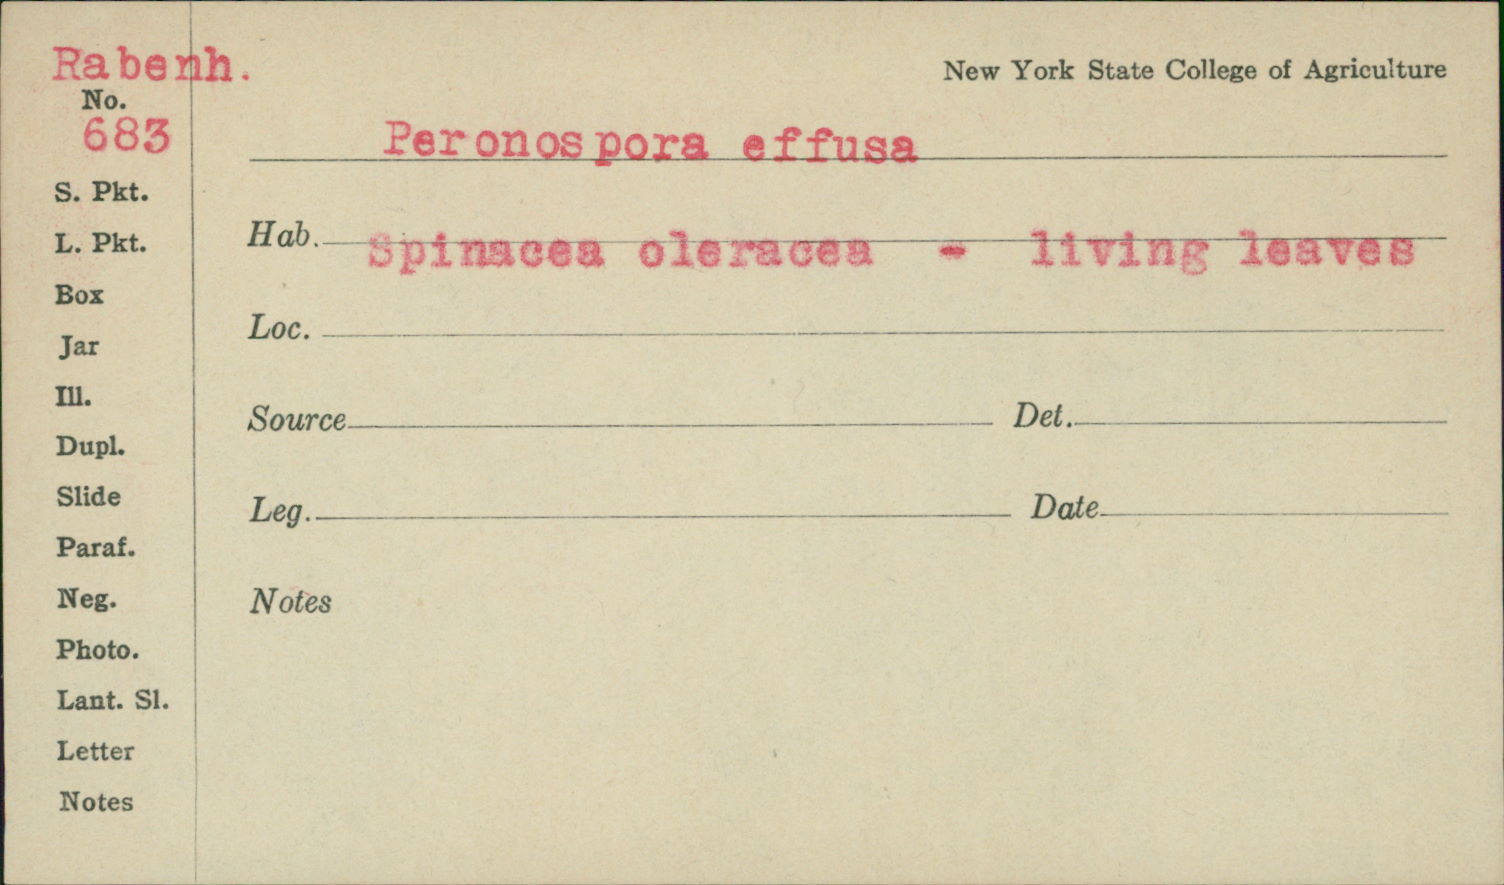 Rabenh.
New York State College of Agriculture
No.
683
Peronospora effusa
S. Pkt.
Hab. Spinacea oleracea - living leaves
L. Pkt.
Box
Loc.
Jar
Ill.
Source Det.
Dupl.
Slide
Leg. Date
Paraf.
Neg.
Notes
Photo.
Lant. Sl.
Letter
Notes